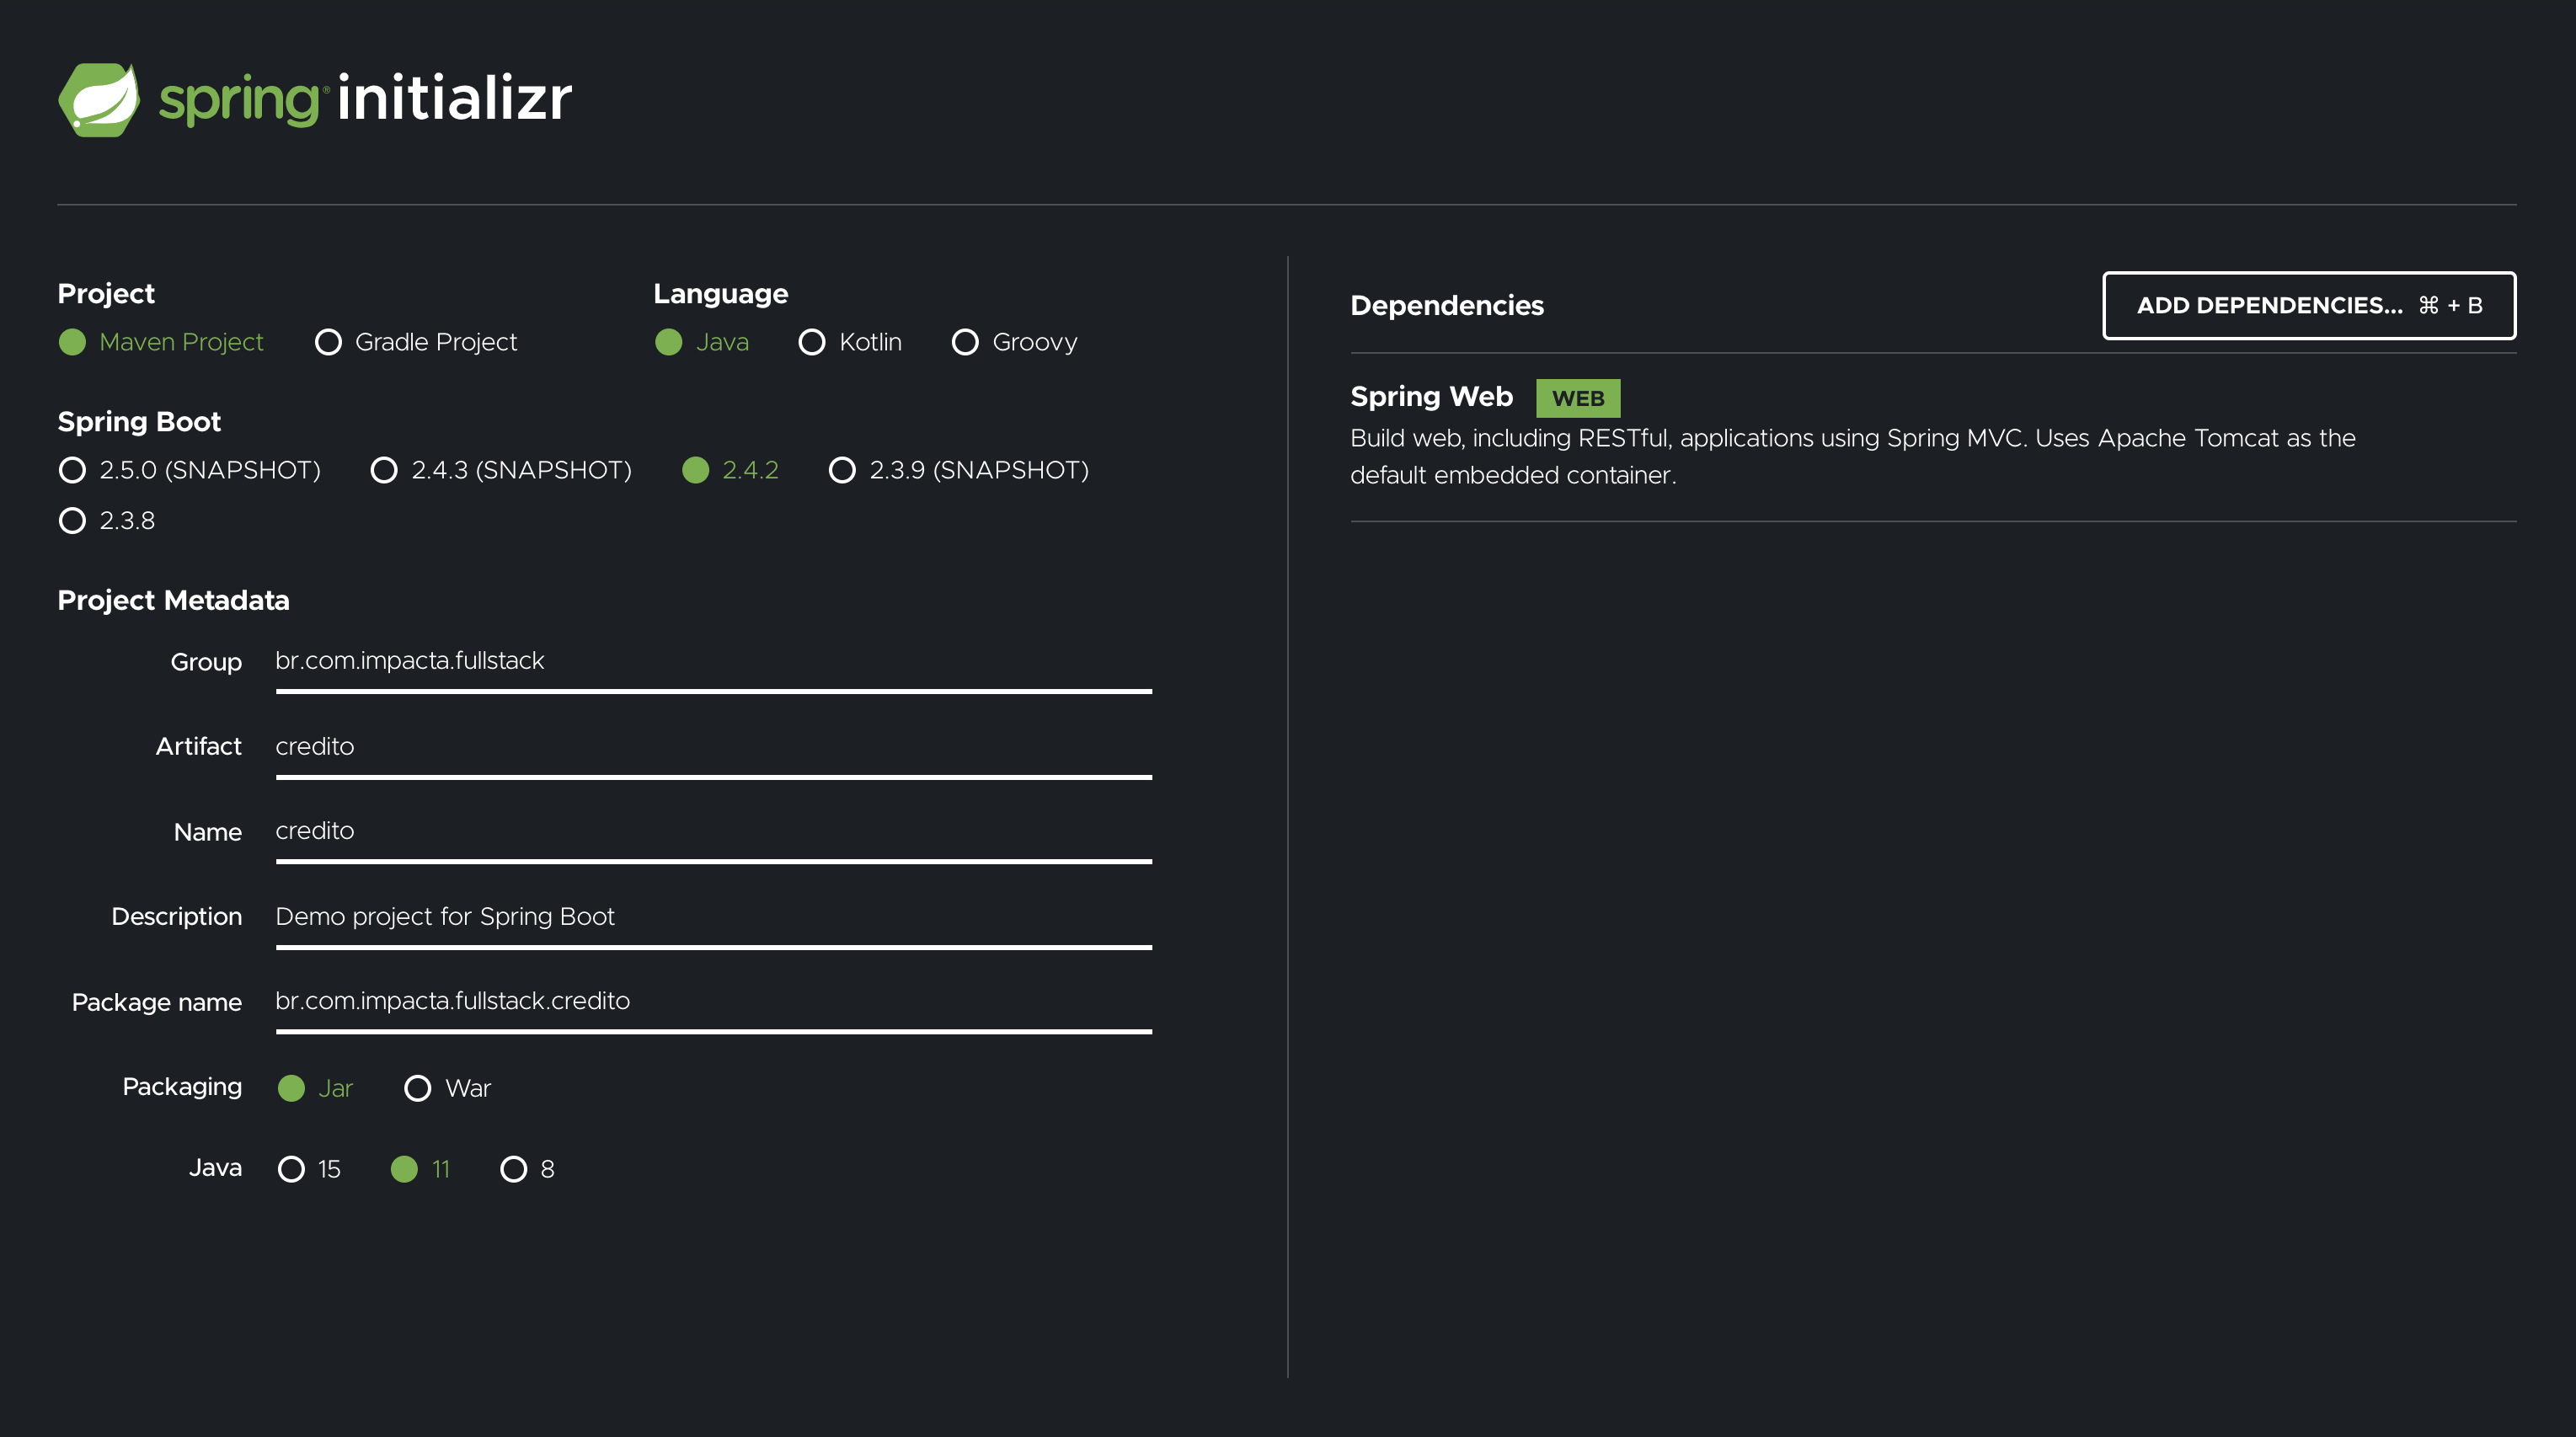 spring® initializr
Project
Maven Project Gradle Project
Language
Java Kotlin Groovy
Spring Boot
2.5.0 (SNAPSHOT) 2.4.3 (SNAPSHOT) 2.4.2 2.3.9 (SNAPSHOT)
2.3.8
Project Metadata
Group br.com.impacta.fullstack
Artifact credito
Name credito
Description Demo project for Spring Boot
Package name br.com.impacta.fullstack.credito
Packaging Jar War
Java 15 11 8
Dependencies ADD DEPENDENCIES... ⌘ + B
Spring Web WEB
Build web, including RESTful, applications using Spring MVC. Uses Apache Tomcat as the
default embedded container.